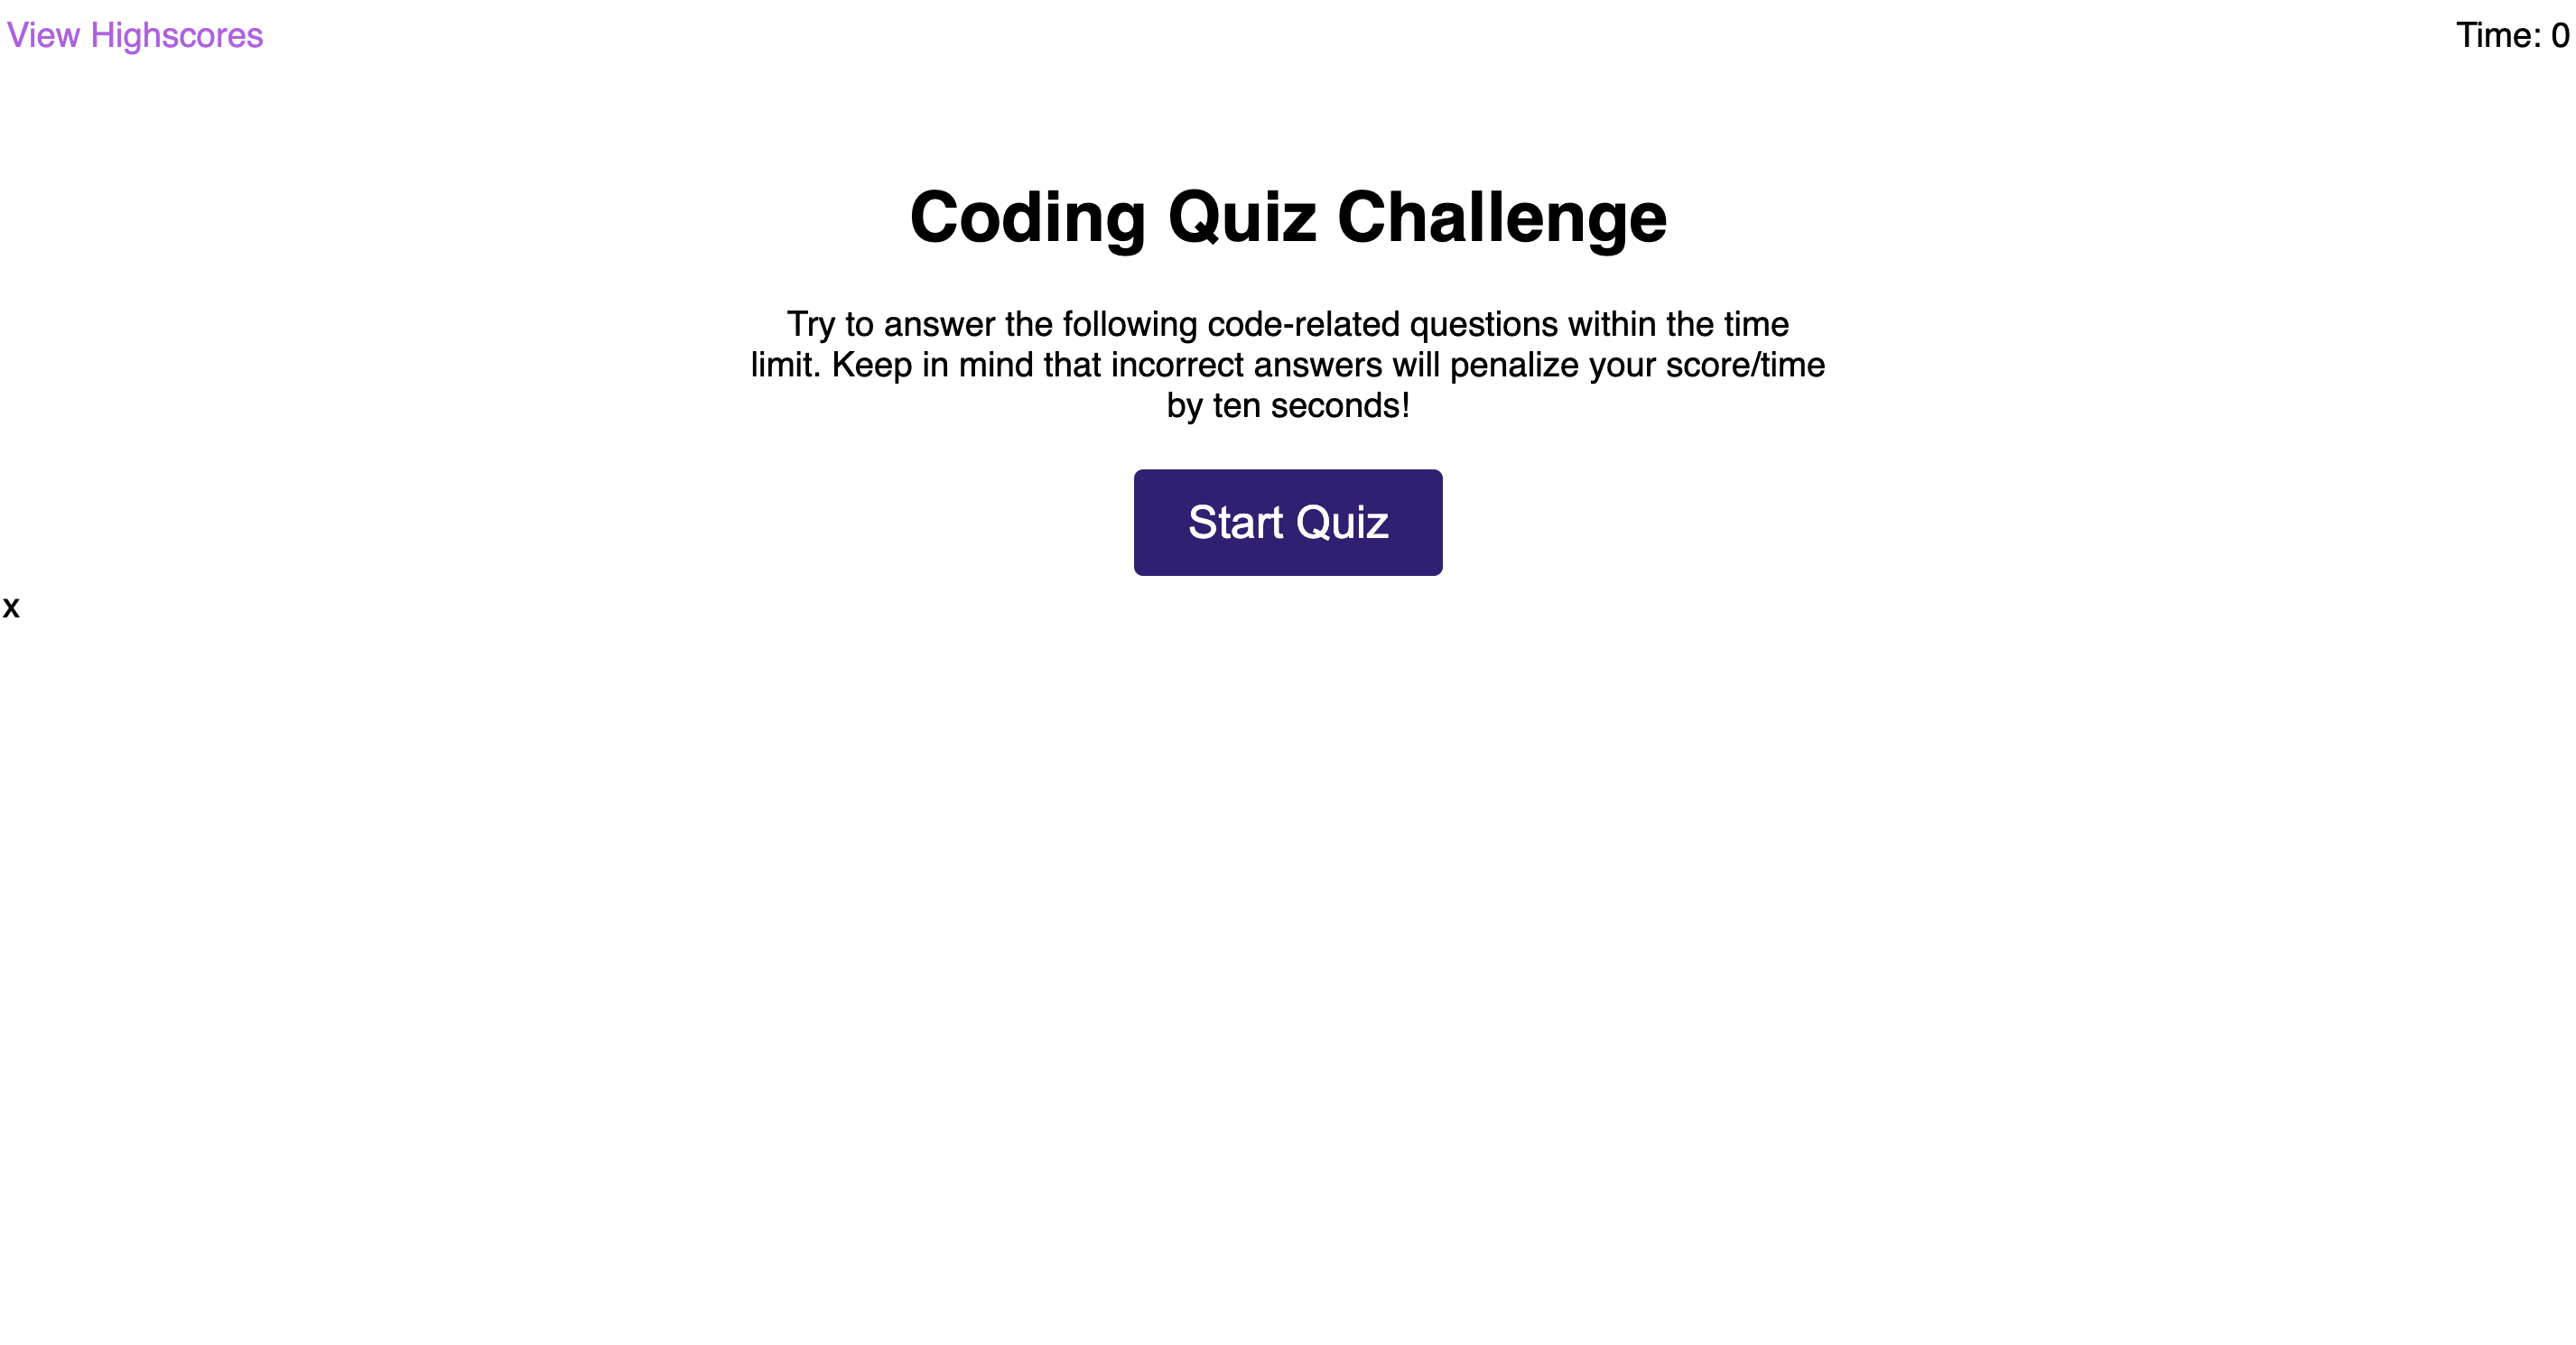 View Highscores
Time: 0
Coding Quiz Challenge
Try to answer the following code-related questions within the time
limit. Keep in mind that incorrect answers will penalize your score/time
by ten seconds!
Start Quiz
x